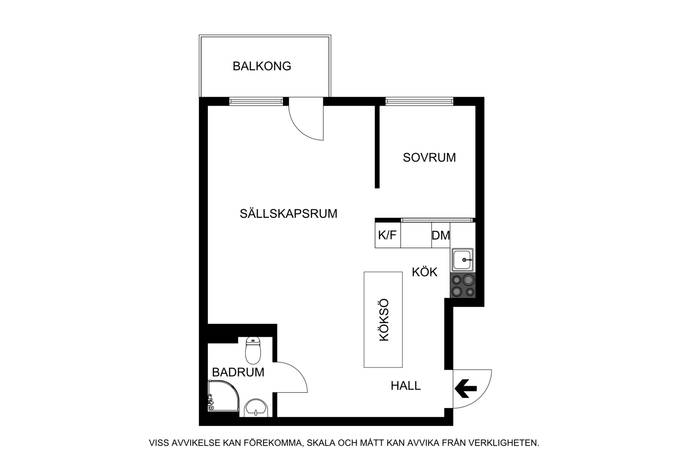 BALKONG
SOVRUM
SÄLLSKAPSRUM
K/F
DM
KÖK
KÖKSÖ
BADRUM
HALL
VISS AVVIKELSE KAN FÖREKOMMA, SKALA OCH MÅTT KAN AVVIKA FRÅN VERKLIGHETEN.